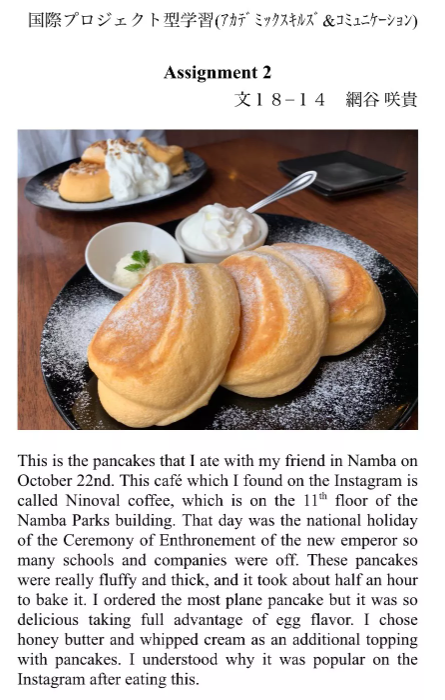 国際プロジェクト型学習(ｱｶﾃﾞﾐｯｸｽｷﾙｽﾞ&ｺﾐｭﾆｹｰｼｮﾝ)
Assignment 2
文１８−１４　網谷 咲貴
This is the pancakes that I ate with my friend in Namba on
October 22nd. This café which I found on the Instagram is
called Ninoval coffee, which is on the 11th floor of the
Namba Parks building. That day was the national holiday
of the Ceremony of Enthronement of the new emperor so
many schools and companies were off. These pancakes
were really fluffy and thick, and it took about half an hour
to bake it. I ordered the most plane pancake but it was so
delicious taking full advantage of egg flavor. I chose
honey butter and whipped cream as an additional topping
with pancakes. I understood why it was popular on the
Instagram after eating this.